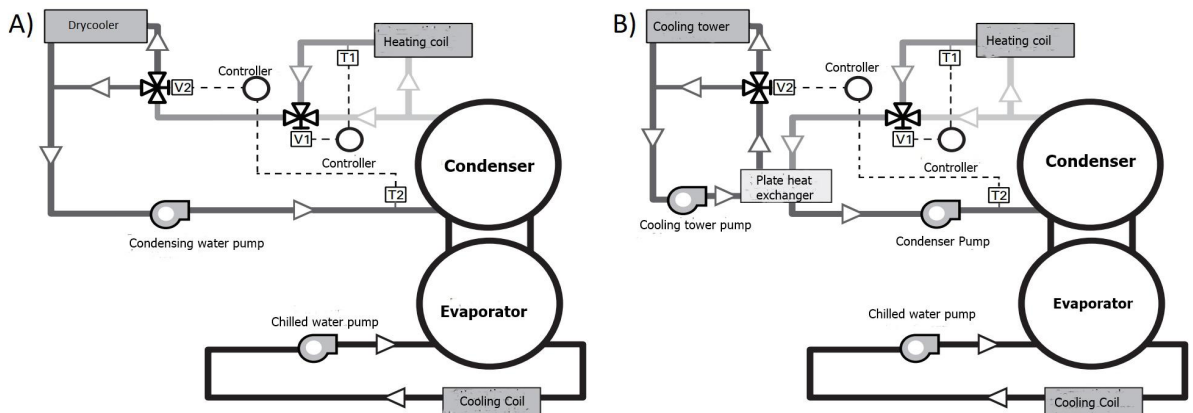 A)
Drycooler
Heating coil
T1
Controller
V2
V1
Controller
Condenser
T2
Condensing water pump
Evaporator
Chilled water pump
Cooling Coil
B)
Cooling tower
Heating coil
T1
Controller
V2
V1
Controller
Condenser
Plate heat
exchanger
T2
Cooling tower pump
Condenser Pump
Evaporator
Chilled water pump
Cooling Coil